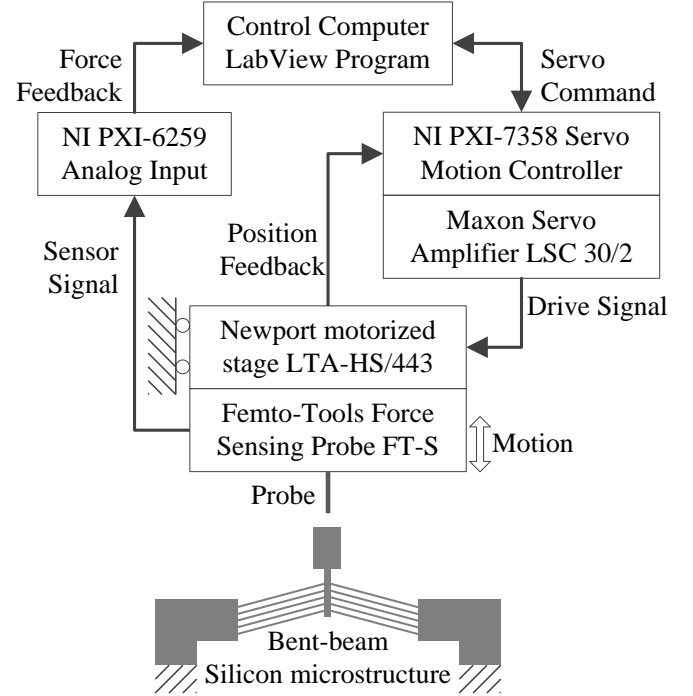 Control Computer
LabView Program
Force
Feedback
Servo
Command
NI PXI-6259
Analog Input
NI PXI-7358 Servo
Motion Controller
Maxon Servo
Amplifier LSC 30/2
Sensor
Signal
Position
Feedback
Drive Signal
Newport motorized
stage LTA-HS/443
Femto-Tools Force
Sensing Probe FT-S
Motion
Probe
Bent-beam
Silicon microstructure